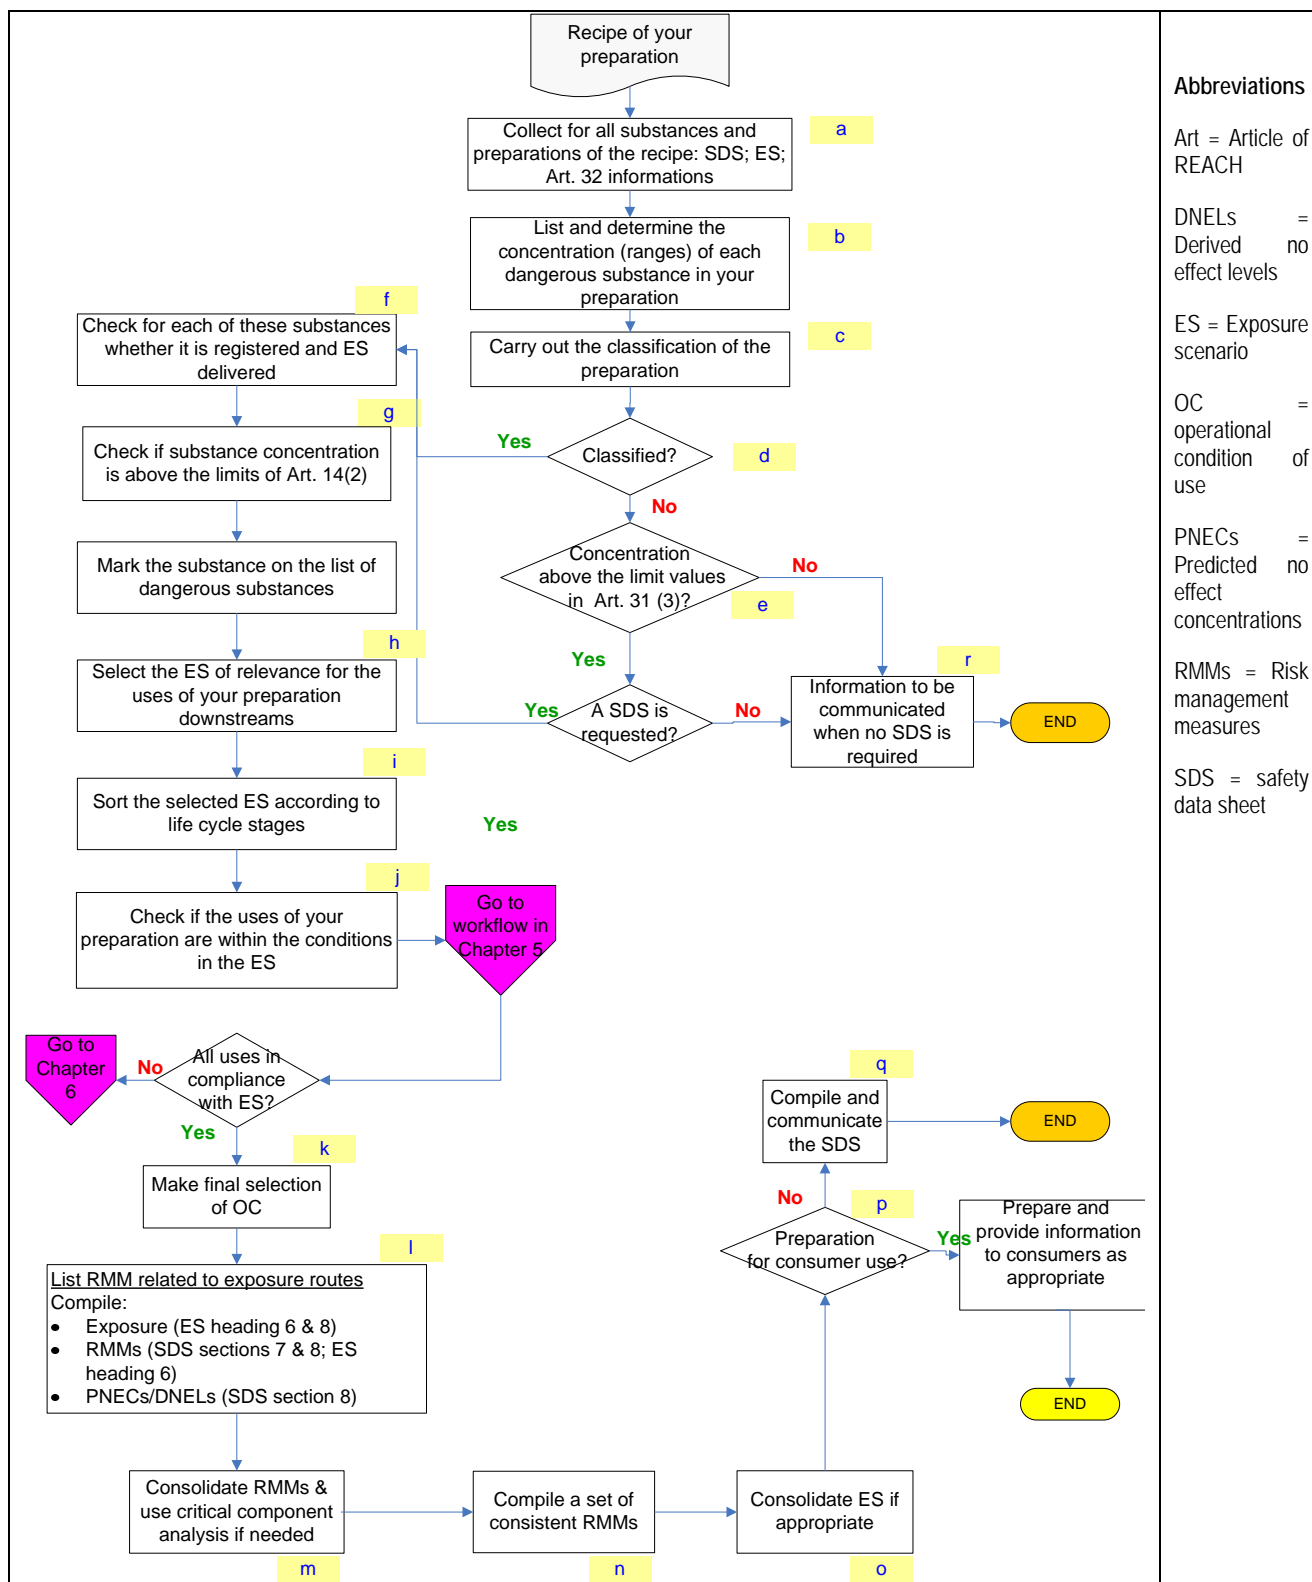 Recipe of your
preparation
a
Collect for all substances and
preparations of the recipe: SDS; ES;
Art. 32 informations
b
List and determine the
concentration (ranges) of each
dangerous substance in your
preparation
c
Carry out the classification of the
preparation
Classified?
d
Yes
No
Concentration
above the limit values
in Art. 31 (3)?
e
No
Yes
A SDS is
requested?
Yes
No
r
Information to be
communicated
when no SDS is
required
END
f
Check for each of these substances
whether it is registered and ES
delivered
g
Check if substance concentration
is above the limits of Art. 14(2)
Mark the substance on the list of
dangerous substances
h
Select the ES of relevance for the
uses of your preparation
downstreams
i
Sort the selected ES according to
life cycle stages
Yes
j
Check if the uses of your
preparation are within the conditions
in the ES
Go to
workflow in
Chapter 5
All uses in
compliance
with ES?
No
Go to
Chapter
6
Yes
k
Make final selection
of OC
l
List RMM related to exposure routes
Compile:
• Exposure (ES heading 6 & 8)
• RMMs (SDS sections 7 & 8; ES
heading 6)
• PNECs/DNELs (SDS section 8)
Consolidate RMMs &
use critical component
analysis if needed
m
Compile a set of
consistent RMMs
n
Consolidate ES if
appropriate
o
p
Preparation
for consumer use?
No
Yes
q
Compile and
communicate
the SDS
END
Prepare and
provide information
to consumers as
appropriate
END
Abbreviations
Art = Article of
REACH
DNELs =
Derived no
effect levels
ES = Exposure
scenario
OC =
operational
condition of
use
PNECs =
Predicted no
effect
concentrations
RMMs = Risk
management
measures
SDS = safety
data sheet